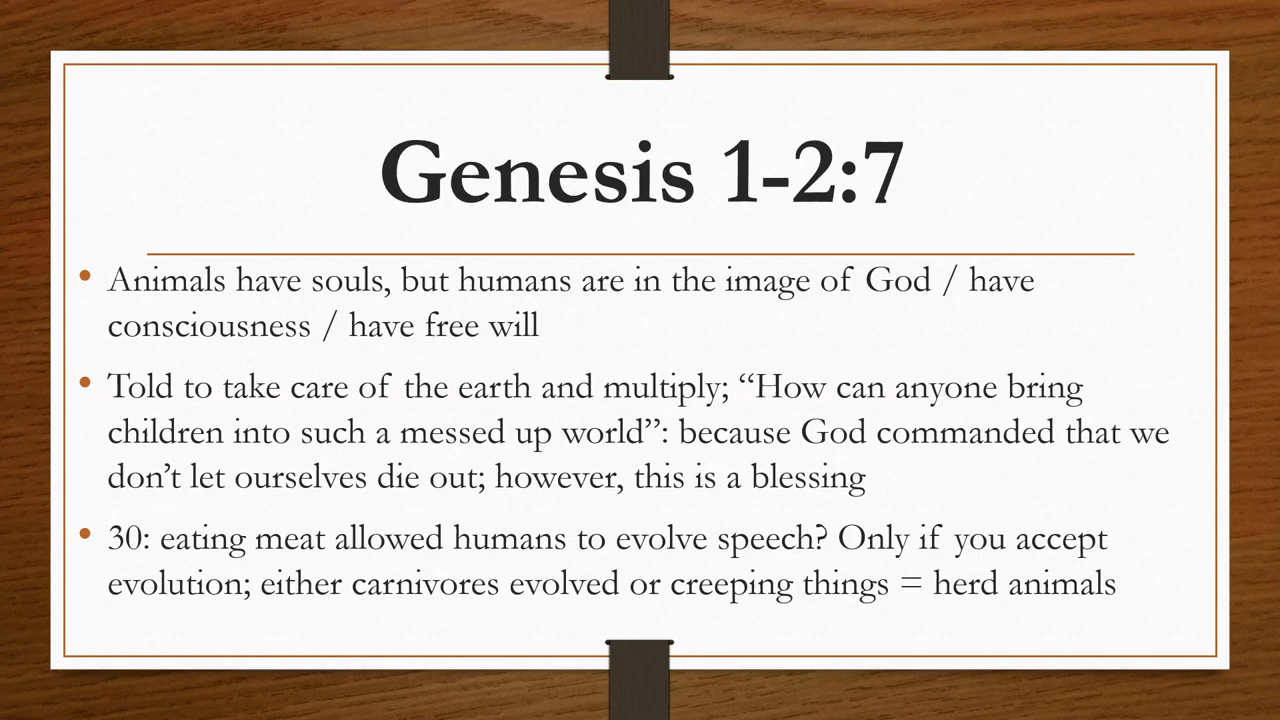 Genesis 1-2:7
• Animals have souls, but humans are in the image of God / have
consciousness / have free will
• Told to take care of the earth and multiply; “How can anyone bring
children into such a messed up world”: because God commanded that we
don’t let ourselves die out; however, this is a blessing
• 30: eating meat allowed humans to evolve speech? Only if you accept
evolution; either carnivores evolved or creeping things = herd animals